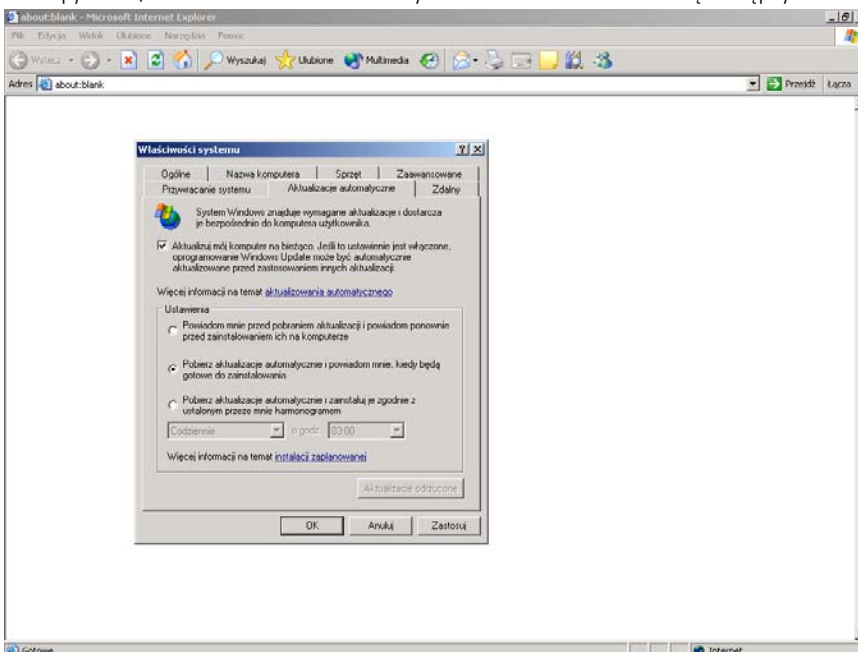 about:blank - Microsoft Internet Explorer
Plik Edycja Widok Ulubione Narzędzia Pomoc
Wstecz Wyszukaj Ulubione Multimedia
Adres about:blank Przejdź Łącza
Właściwości systemu
Ogólne Nazwa komputera Sprzęt Zaawansowane
Przywracanie systemu Aktualizacje automatyczne Zdalny
System Windows znajduje wymagane aktualizacje i dostarcza
je bezpośrednio do komputera użytkownika.
Aktualizuj mój komputer na bieżąco. Jeśli to ustawienie jest włączone,
oprogramowanie Windows Update może być automatycznie
aktualizowane przed zastosowaniem innych aktualizacji.
Więcej informacji na temat aktualizowania automatycznego
Ustawienia
Powiadom mnie przed pobraniem aktualizacji i powiadom ponownie
przed zainstalowaniem ich na komputerze
Pobierz aktualizacje automatycznie i powiadom mnie, kiedy będą
gotowe do zainstalowania
Pobierz aktualizacje automatycznie i zainstaluj je zgodnie z
ustalonym przeze mnie harmonogramem
Codziennie o godz. 03:00
Więcej informacji na temat instalacji zaplanowanej
Aktualizacje odrzucone
OK Anuluj Zastosuj
Gotowe Internet